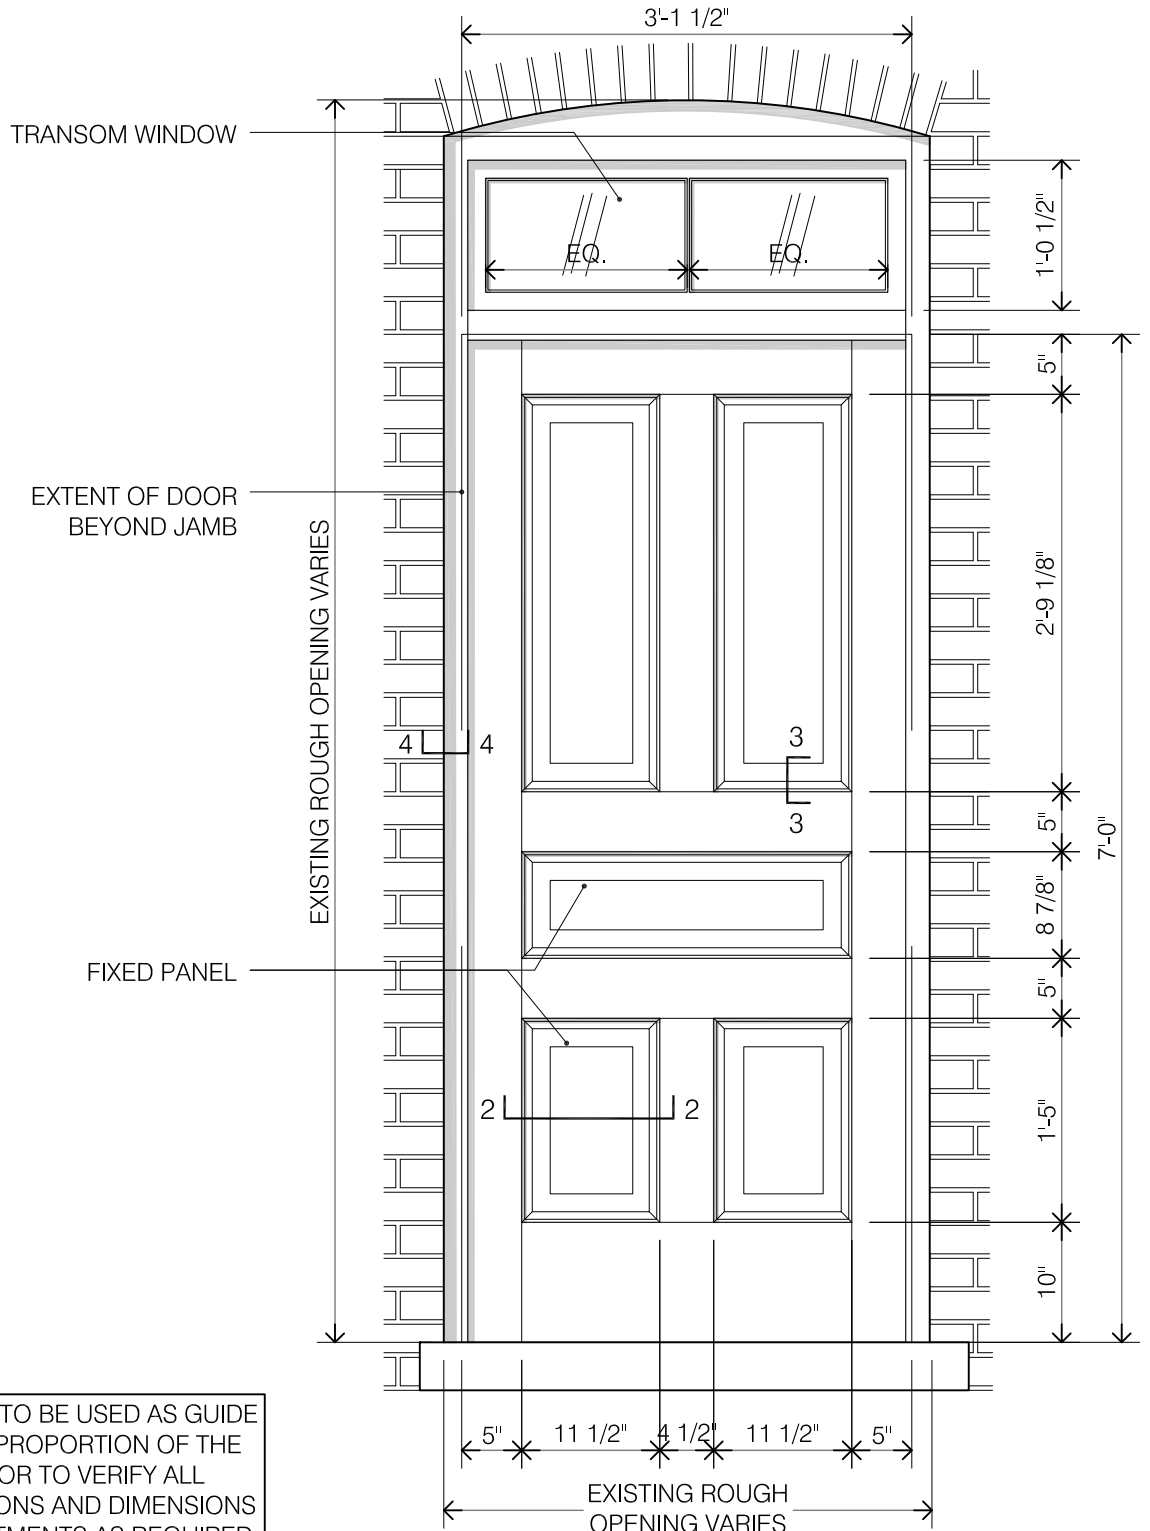 3'-1 1/2"
TRANSOM WINDOW
1'-0 1/2"
EQ. EQ.
5"
EXTENT OF DOOR
BEYOND JAMB
EXISTING ROUGH OPENING VARIES
2'-9 1/8"
4 4
3
3
5"
7'-0"
8 7/8"
FIXED PANEL
5"
2 2
1'-5"
10"
TO BE USED AS GUIDE
PROPORTION OF THE
OR TO VERIFY ALL
ONS AND DIMENSIONS
TMENTS AS REQUIRED
5" 11 1/2" 4 1/2" 11 1/2" 5"
EXISTING ROUGH
OPENING VARIES